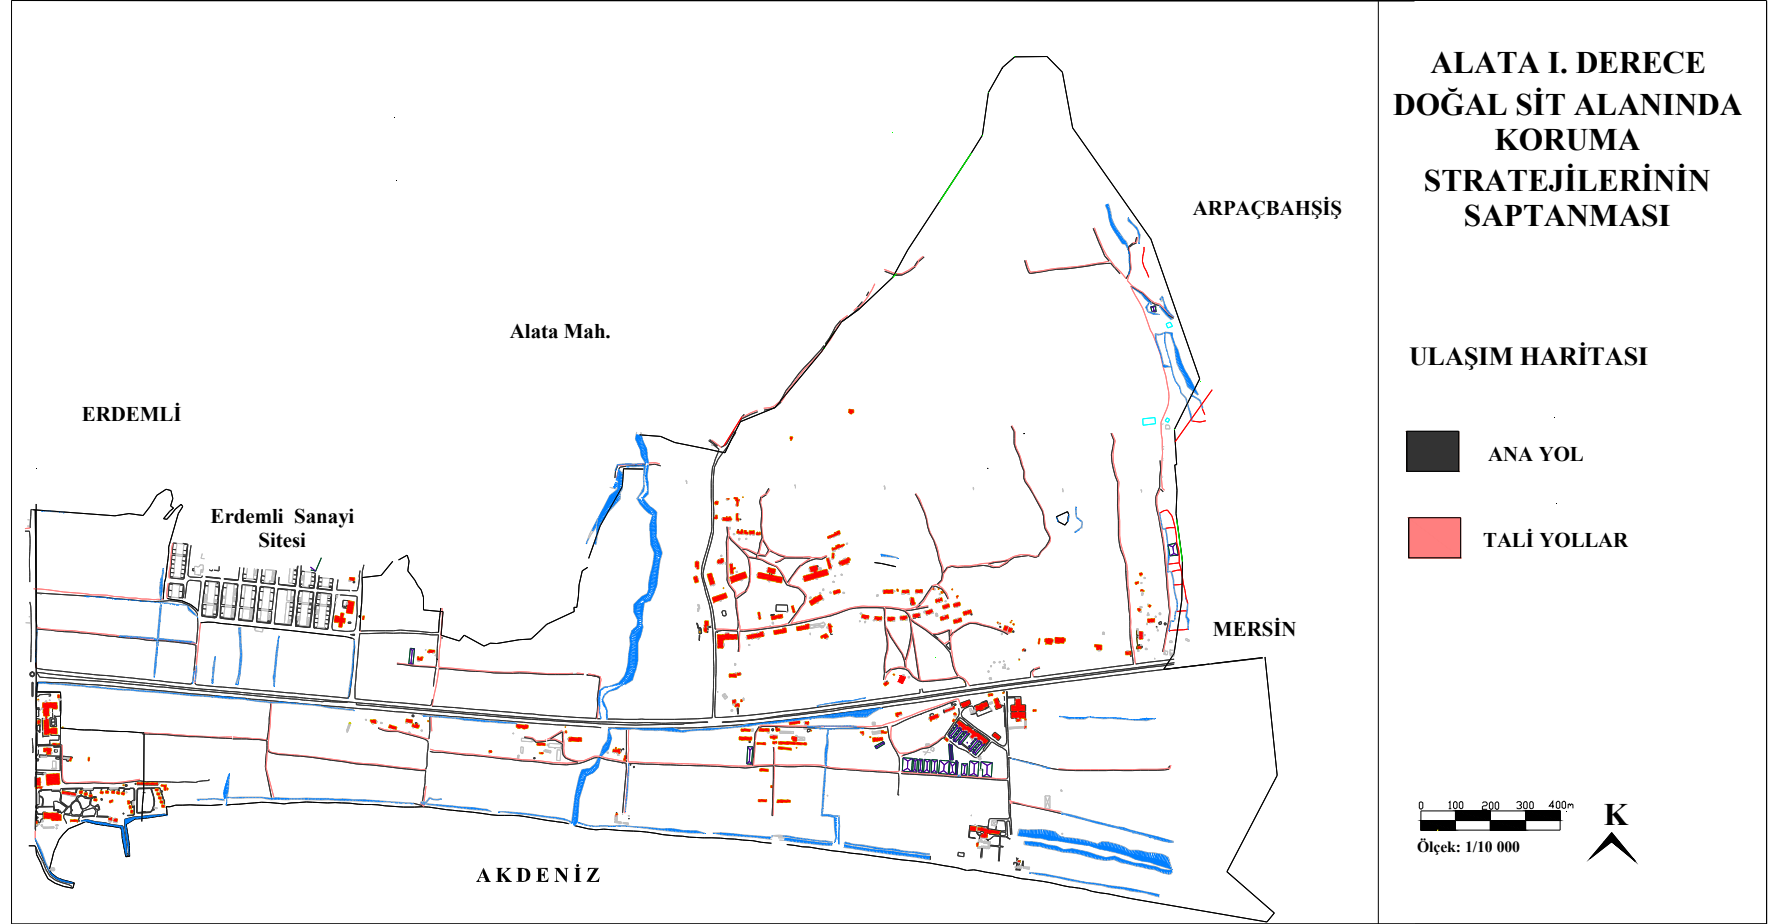 ALATA I. DERECE
DOĞAL SİT ALANINDA
KORUMA
STRATEJİLERİNİN
SAPTANMASI
ARPAÇBAHŞİŞ
Alata Mah.
ULAŞIM HARİTASI
ERDEMLİ
ANA YOL
Erdemli Sanayi
Sitesi
TALİ YOLLAR
MERSİN
0 100 200 300 400m
K
Ölçek: 1/10 000
AKDENİZ